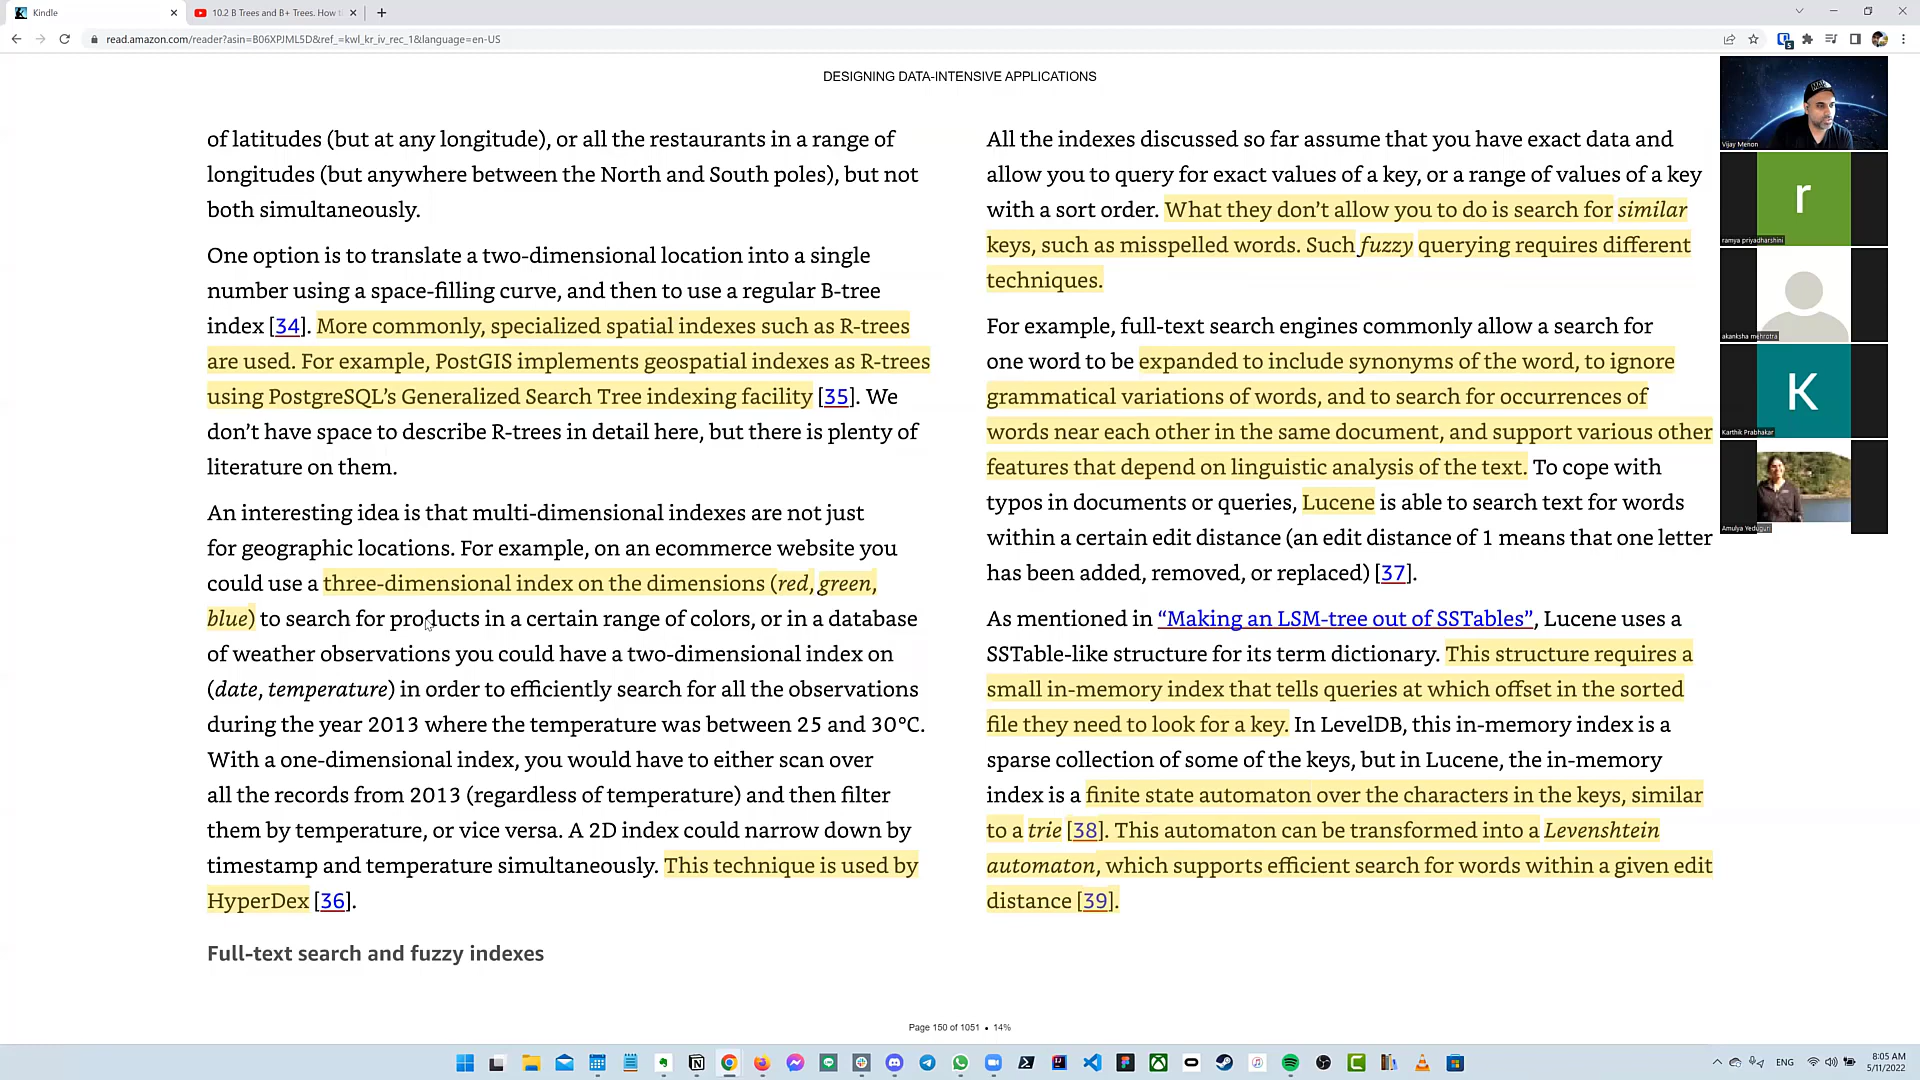 Kindle
10.2 B Trees and B+ Trees. How
read.amazon.com/reader?asin=B06XPJML5D&ref_=kwl_kr_iv_rec_1&language=en-US
DESIGNING DATA-INTENSIVE APPLICATIONS
of latitudes (but at any longitude), or all the restaurants in a range of
longitudes (but anywhere between the North and South poles), but not
both simultaneously.
One option is to translate a two-dimensional location into a single
number using a space-filling curve, and then to use a regular B-tree
index [34]. More commonly, specialized spatial indexes such as R-trees
are used. For example, PostGIS implements geospatial indexes as R-trees
using PostgreSQL’s Generalized Search Tree indexing facility [35]. We
don’t have space to describe R-trees in detail here, but there is plenty of
literature on them.
An interesting idea is that multi-dimensional indexes are not just
for geographic locations. For example, on an ecommerce website you
could use a three-dimensional index on the dimensions (red, green,
blue) to search for products in a certain range of colors, or in a database
of weather observations you could have a two-dimensional index on
(date, temperature) in order to efficiently search for all the observations
during the year 2013 where the temperature was between 25 and 30°C.
With a one-dimensional index, you would have to either scan over
all the records from 2013 (regardless of temperature) and then filter
them by temperature, or vice versa. A 2D index could narrow down by
timestamp and temperature simultaneously. This technique is used by
HyperDex [36].
Full-text search and fuzzy indexes
All the indexes discussed so far assume that you have exact data and
allow you to query for exact values of a key, or a range of values of a key
with a sort order. What they don’t allow you to do is search for similar
keys, such as misspelled words. Such fuzzy querying requires different
techniques.
For example, full-text search engines commonly allow a search for
one word to be expanded to include synonyms of the word, to ignore
grammatical variations of words, and to search for occurrences of
words near each other in the same document, and support various other
features that depend on linguistic analysis of the text. To cope with
typos in documents or queries, Lucene is able to search text for words
within a certain edit distance (an edit distance of 1 means that one letter
has been added, removed, or replaced) [37].
As mentioned in “Making an LSM-tree out of SSTables”, Lucene uses a
SSTable-like structure for its term dictionary. This structure requires a
small in-memory index that tells queries at which offset in the sorted
file they need to look for a key. In LevelDB, this in-memory index is a
sparse collection of some of the keys, but in Lucene, the in-memory
index is a finite state automaton over the characters in the keys, similar
to a trie [38]. This automaton can be transformed into a Levenshtein
automaton, which supports efficient search for words within a given edit
distance [39].
Vijay Menon
r
ramya priyadharshini
akanksha mehrotra
K
Karthik Prabhakar
Amulya Yeduguri
Page 150 of 1051 • 14%
ENG
8:05 AM
5/11/2022